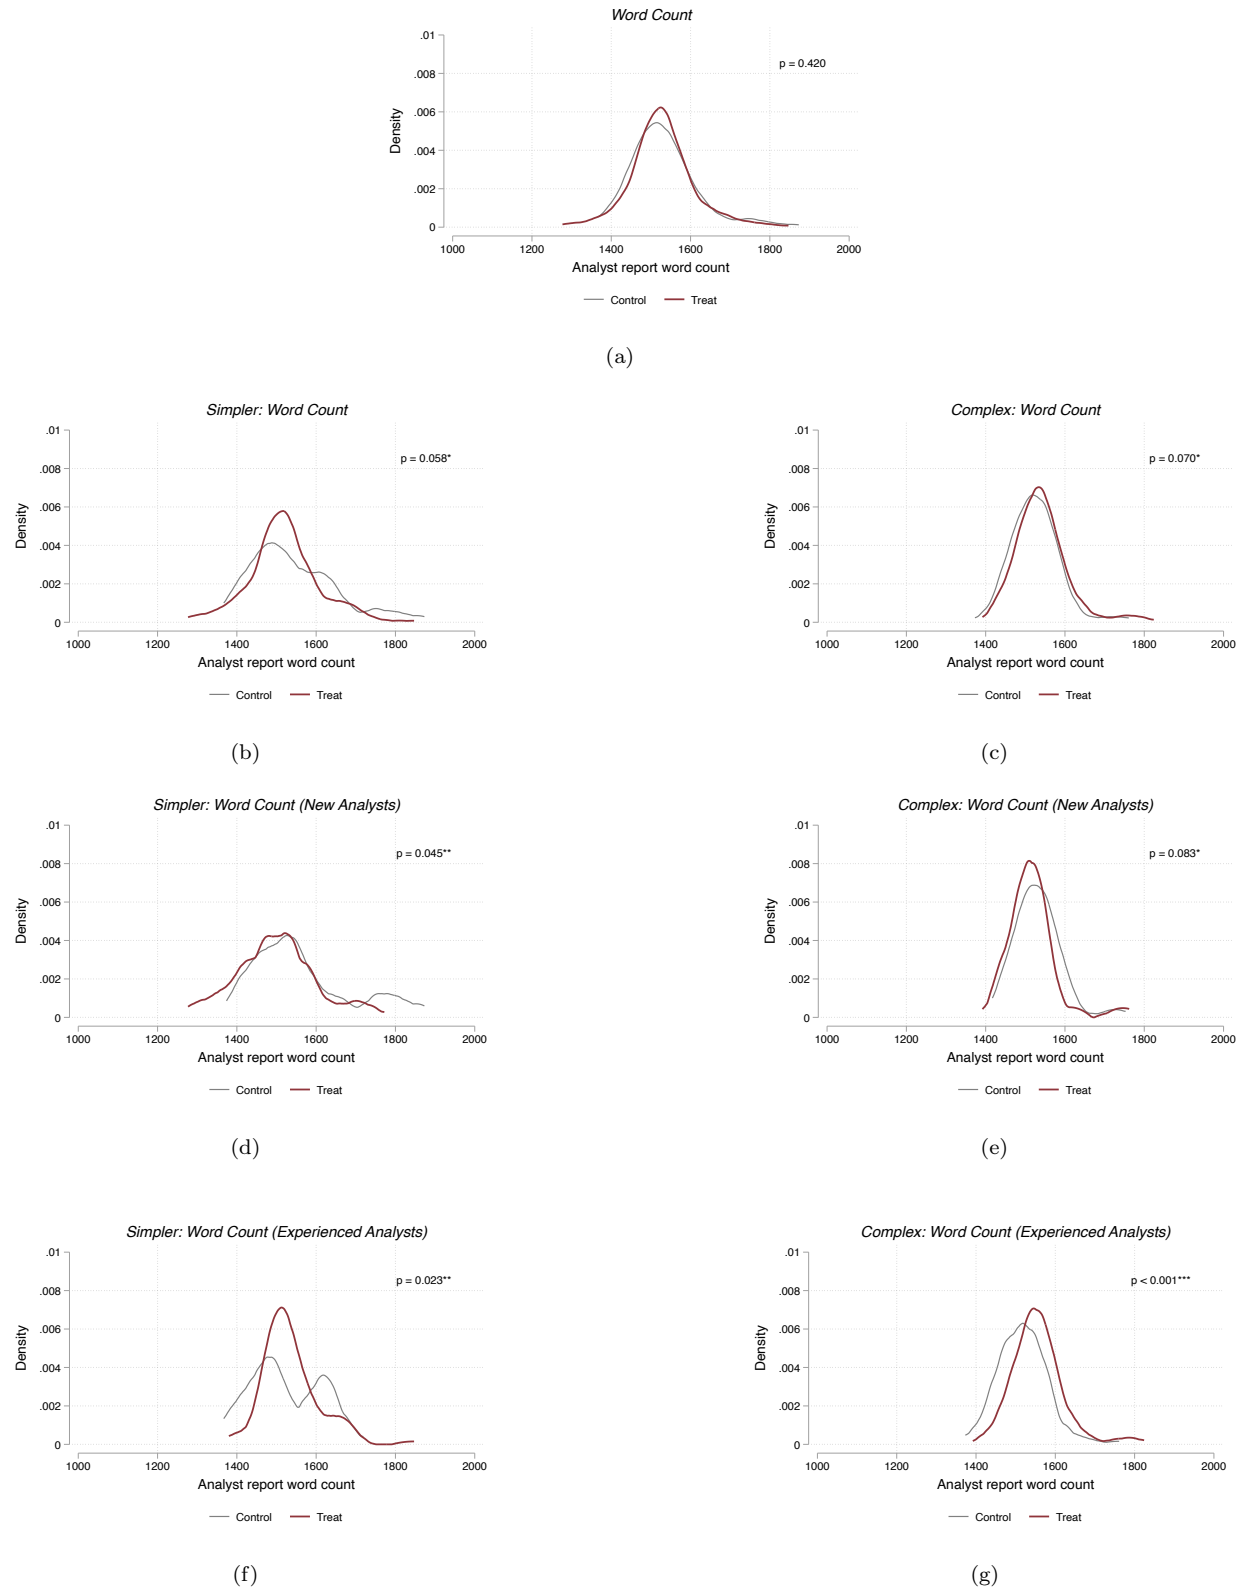 Word Count
p = 0.420
Density
.01
.008
.006
.004
.002
0
1000 1200 1400 1600 1800 2000
Analyst report word count
Control Treat
(a)
Simpler: Word Count
p = 0.058*
Density
.01
.008
.006
.004
.002
0
1000 1200 1400 1600 1800 2000
Analyst report word count
Control Treat
(b)
Complex: Word Count
p = 0.070*
Density
.01
.008
.006
.004
.002
0
1000 1200 1400 1600 1800 2000
Analyst report word count
Control Treat
(c)
Simpler: Word Count (New Analysts)
p = 0.045**
Density
.01
.008
.006
.004
.002
0
1000 1200 1400 1600 1800 2000
Analyst report word count
Control Treat
(d)
Complex: Word Count (New Analysts)
p = 0.083*
Density
.01
.008
.006
.004
.002
0
1000 1200 1400 1600 1800 2000
Analyst report word count
Control Treat
(e)
Simpler: Word Count (Experienced Analysts)
p = 0.023**
Density
.01
.008
.006
.004
.002
0
1000 1200 1400 1600 1800 2000
Analyst report word count
Control Treat
(f)
Complex: Word Count (Experienced Analysts)
p < 0.001***
Density
.01
.008
.006
.004
.002
0
1000 1200 1400 1600 1800 2000
Analyst report word count
Control Treat
(g)